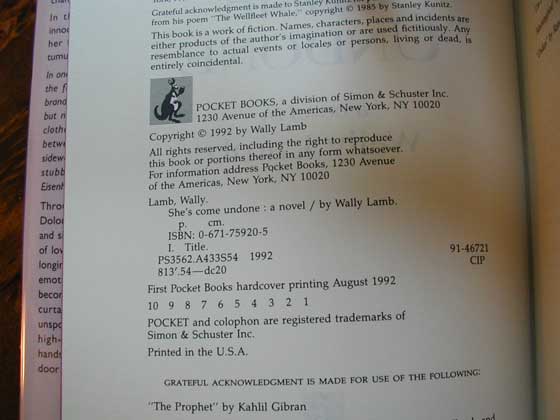 Grateful acknowledgment is made to Stanley Kunitz for
from his poem "The Wellfleet Whale," copyright © 1985 by Stanley Kunitz.
This book is a work of fiction. Names, characters, places and incidents are
either products of the author's imagination or are used fictitiously. Any
resemblance to actual events or locales or persons, living or dead, is
entirely coincidental.
POCKET BOOKS, a division of Simon & Schuster Inc.
1230 Avenue of the Americas, New York, NY 10020
Copyright © 1992 by Wally Lamb
All rights reserved, including the right to reproduce
this book or portions thereof in any form whatsoever.
For information address Pocket Books, 1230 Avenue
of the Americas, New York, NY 10020
Lamb, Wally.
She's come undone : a novel / by Wally Lamb.
p. cm.
ISBN: 0-671-75920-5
I. Title.
PS3562.A433S54 1992 91-46721
813'.54—dc20 CIP
First Pocket Books hardcover printing August 1992
10 9 8 7 6 5 4 3 2 1
POCKET and colophon are registered trademarks of
Simon & Schuster Inc.
Printed in the U.S.A.
GRATEFUL ACKNOWLEDGMENT IS MADE FOR USE OF THE FOLLOWING:
"The Prophet" by Kahlil Gibran
In th
innoc
her
tumu
In one
the f
brand
but n
clothe
betwe
sidew
stubb
Eisenh
Throu
Dolor
and s
of lov
longin
emot
becom
curta
unspo
high-
hands
door